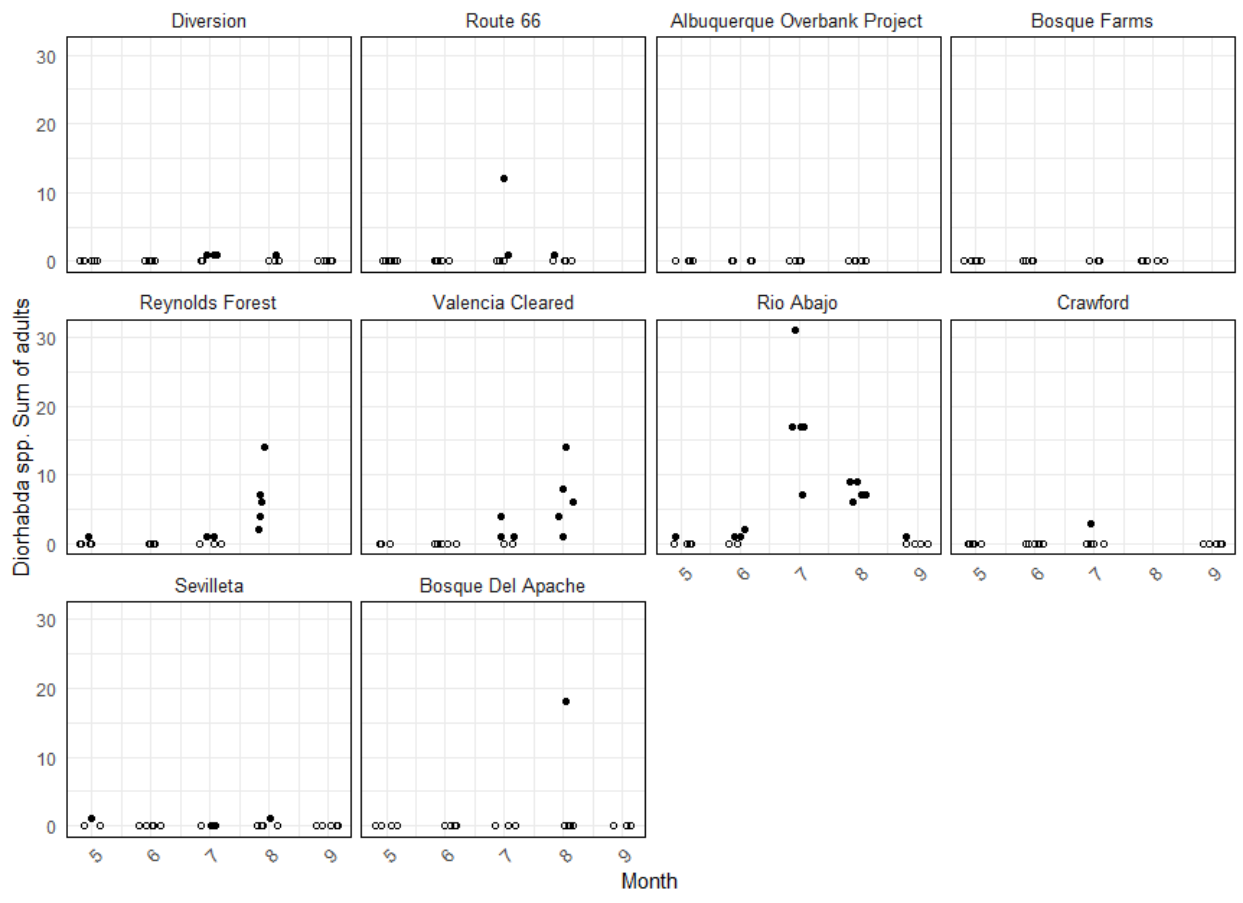 Diversion Route 66 Albuquerque Overbank Project Bosque Farms
30
20
10
0
Reynolds Forest Valencia Cleared Rio Abajo Crawford
30
20
10
0
5 6 7 8 9 5 6 7 8 9
Sevilleta Bosque Del Apache
30
20
10
0
5 6 7 8 9 5 6 7 8 9
Month
Diorhabda spp. Sum of adults